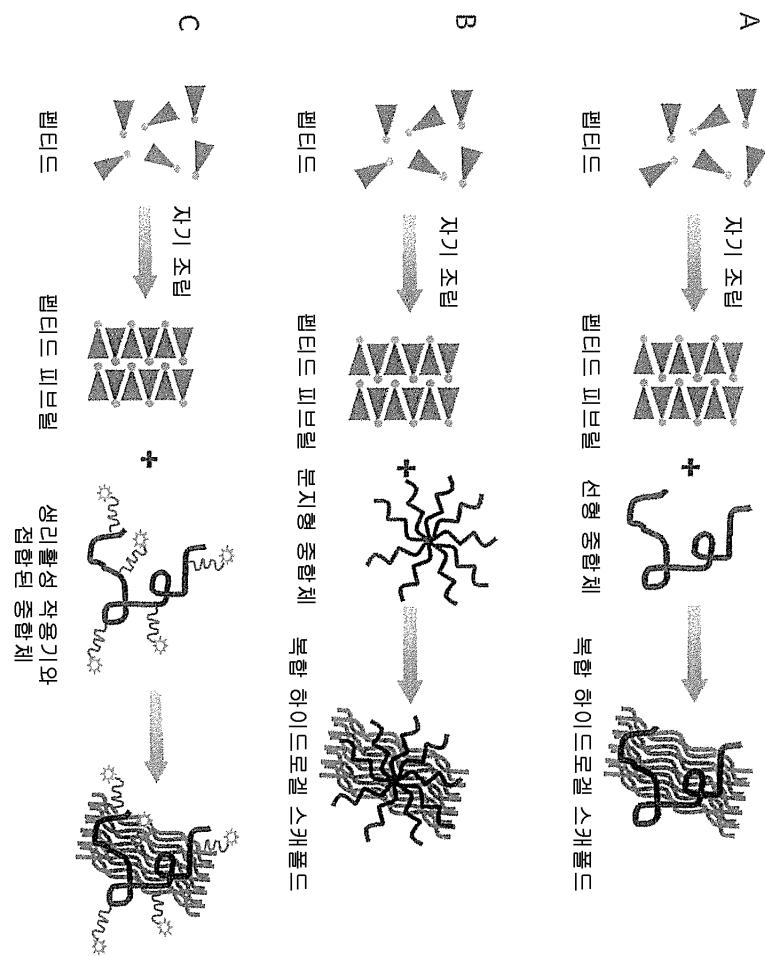 A
펩티드
자기 조립
펩티드 피브릴
+
선형 중합체
복합 하이드로겔 스캐폴드
B
펩티드
자기 조립
펩티드 피브릴
+
분지형 중합체
복합 하이드로겔 스캐폴드
C
펩티드
자기 조립
펩티드 피브릴
+
생리활성 작용기와
접합된 중합체